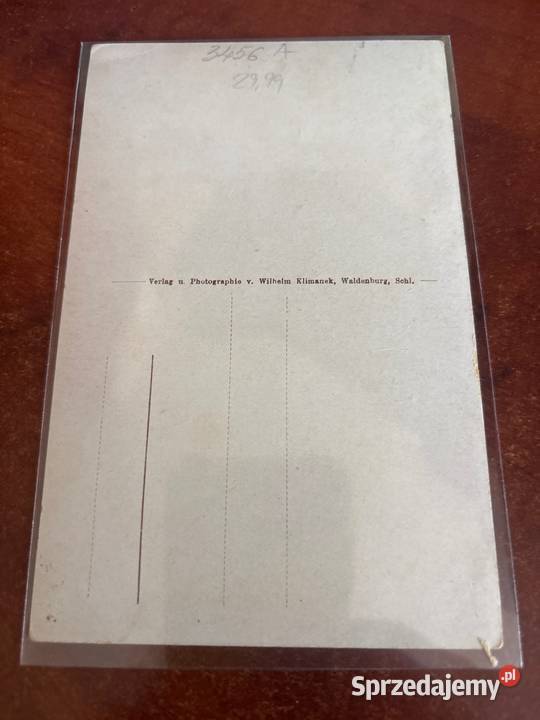 3456 A
29,99
Verlag u. Photographie v. Wilhelm Klimanek, Waldenburg, Schl.
Sprzedajemy.pl